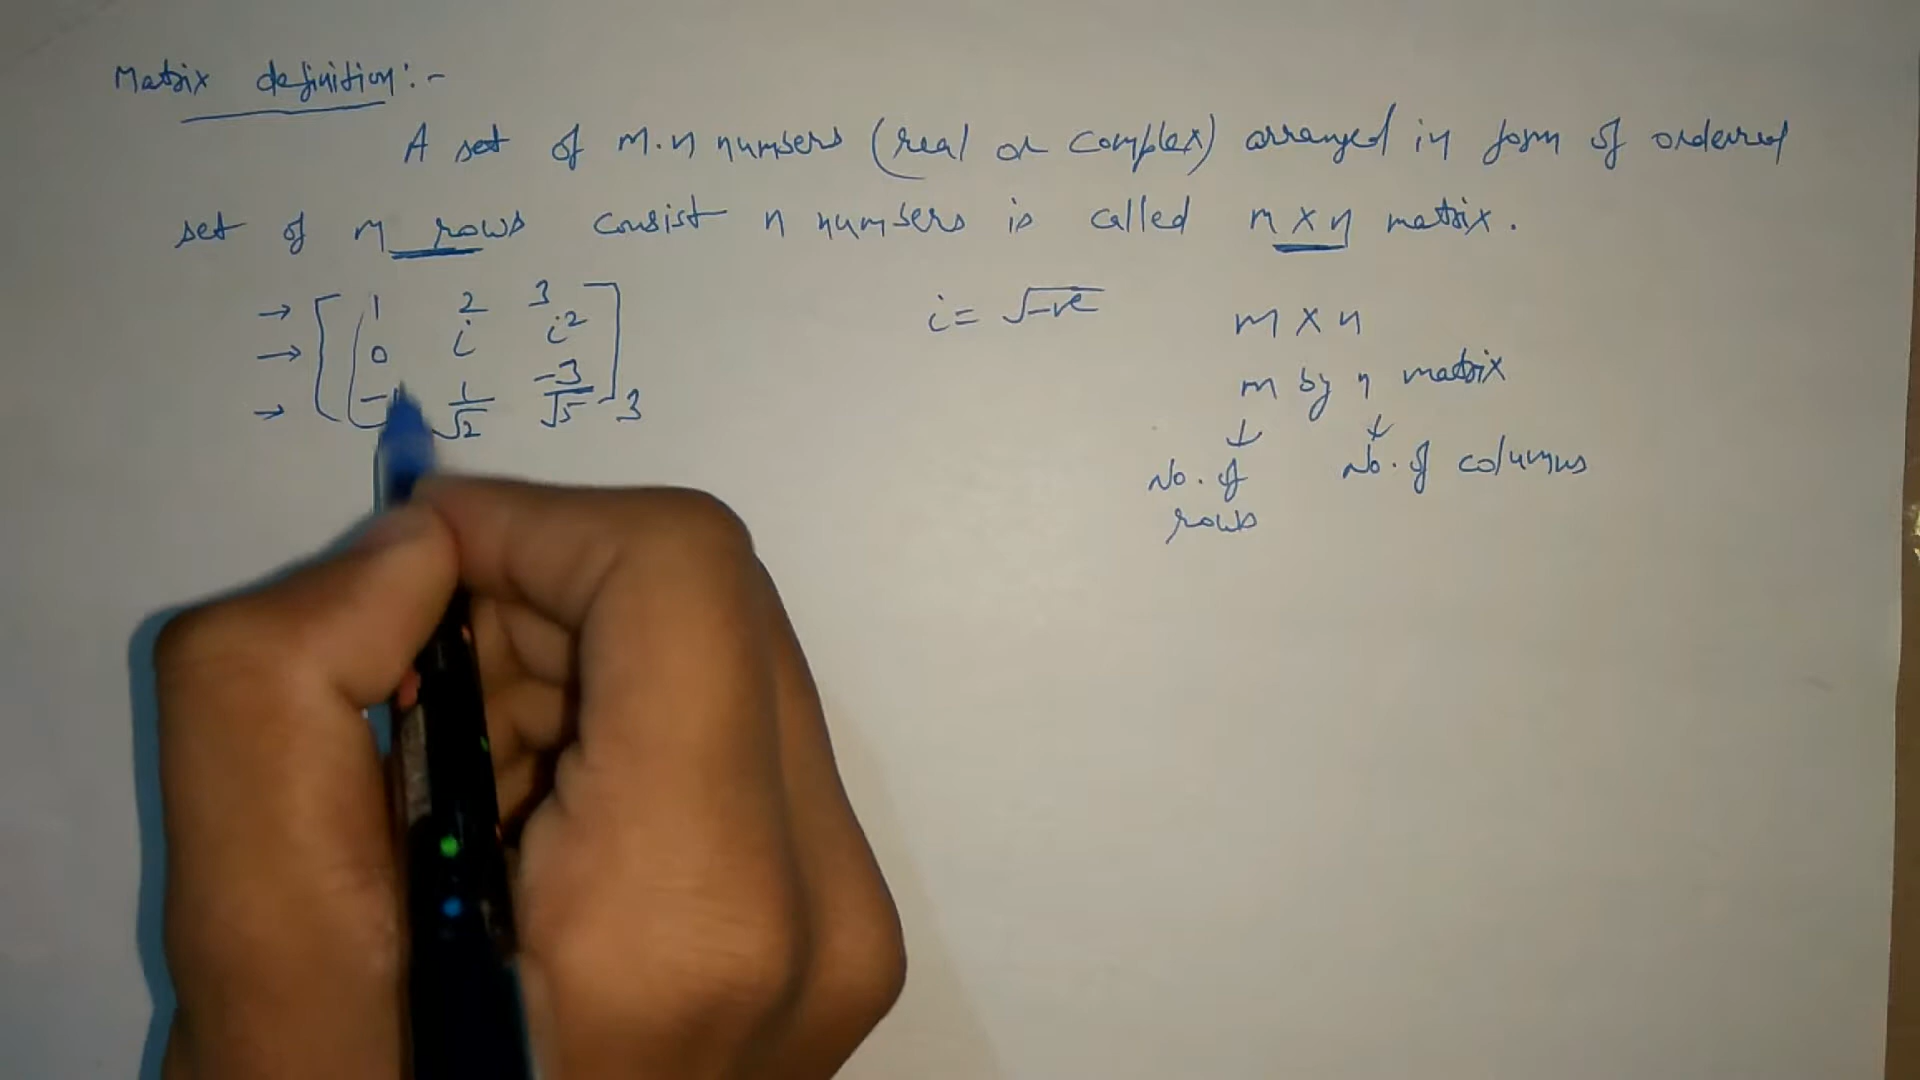 Matrix definition:-
A set of m.n numbers (real or complex) arranged in form of ordered
set of m rows consist n numbers is called m×n matrix.
→ [ 1 2 3 ]
→ 0 i i²
→ - 1/√2 -3/√5 3
i = √-ve
m × n
m by n matrix
↓ ↓
No. of rows
No. of columns